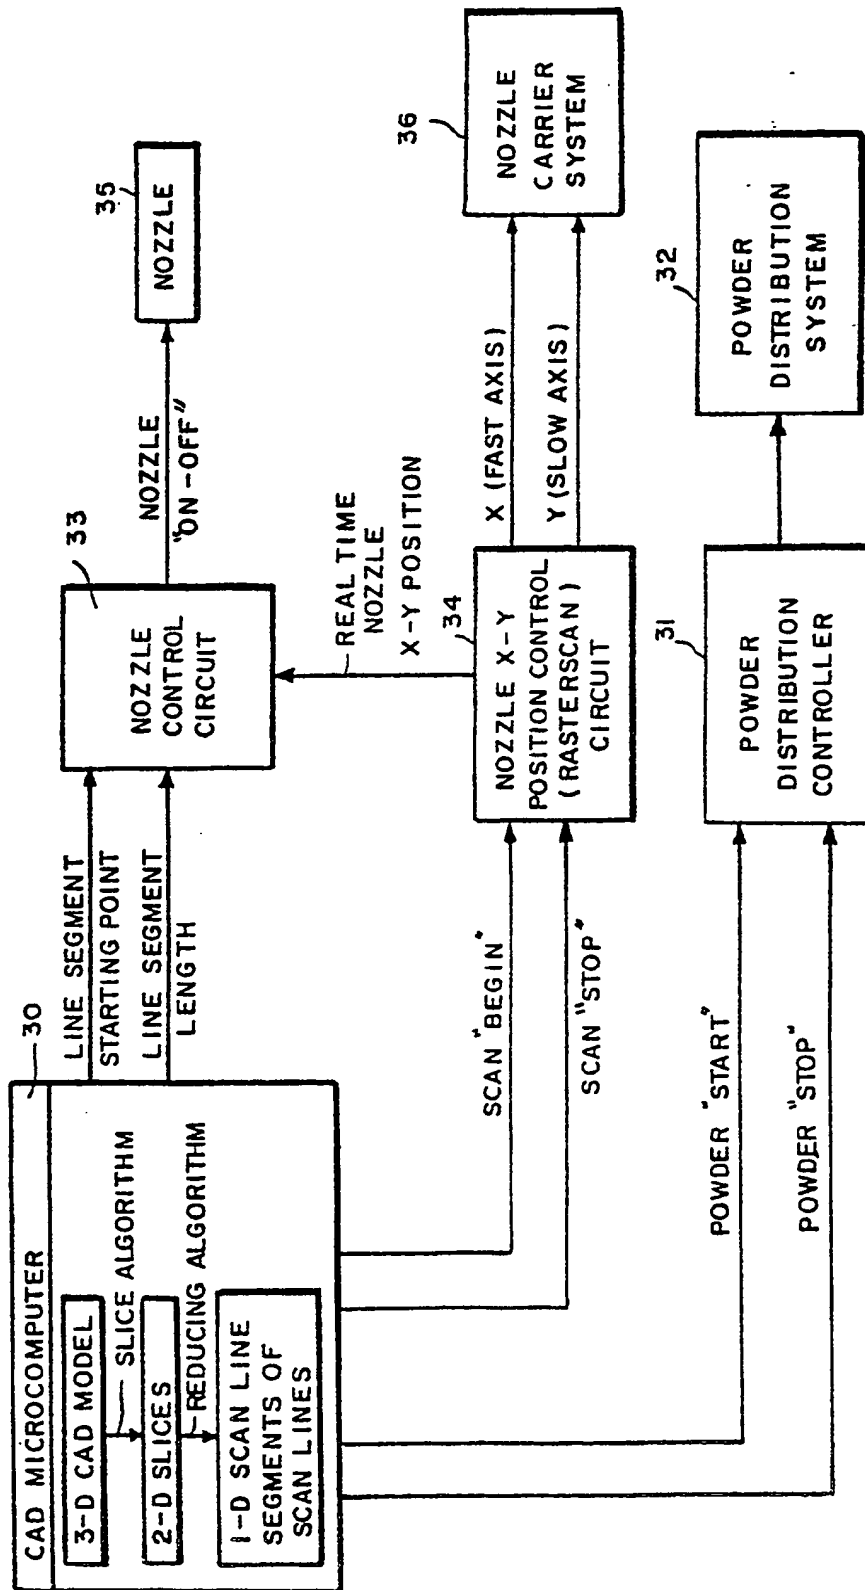 CAD MICROCOMPUTER
30
3-D CAD MODEL
SLICE ALGORITHM
2-D SLICES
REDUCING ALGORITHM
1-D SCAN LINE
SEGMENTS OF
SCAN LINES
LINE SEGMENT
STARTING POINT
LINE SEGMENT
LENGTH
33
NOZZLE
CONTROL
CIRCUIT
NOZZLE
"ON-OFF"
35
NOZZLE
REAL TIME
NOZZLE
X-Y POSITION
SCAN "BEGIN"
SCAN "STOP"
34
NOZZLE X-Y
POSITION CONTROL
(RASTERSCAN)
CIRCUIT
X (FAST AXIS)
Y (SLOW AXIS)
36
NOZZLE
CARRIER
SYSTEM
POWDER "START"
POWDER "STOP"
31
POWDER
DISTRIBUTION
CONTROLLER
32
POWDER
DISTRIBUTION
SYSTEM